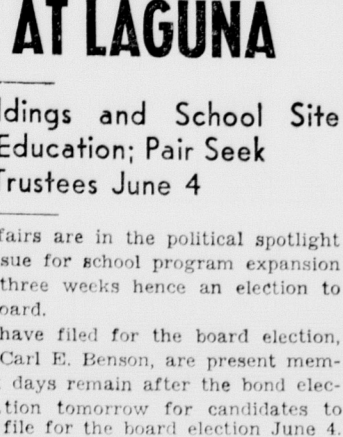 AT LAGUNA
ldings and School Site
Education; Pair Seek
Trustees June 4
fairs are in the political spotlight
sue for school program expansion
three weeks hence an election to
oard.
have filed for the board election,
Carl E. Benson, are present mem-
days remain after the bond elec-
tion tomorrow for candidates to
file for the board election June 4.